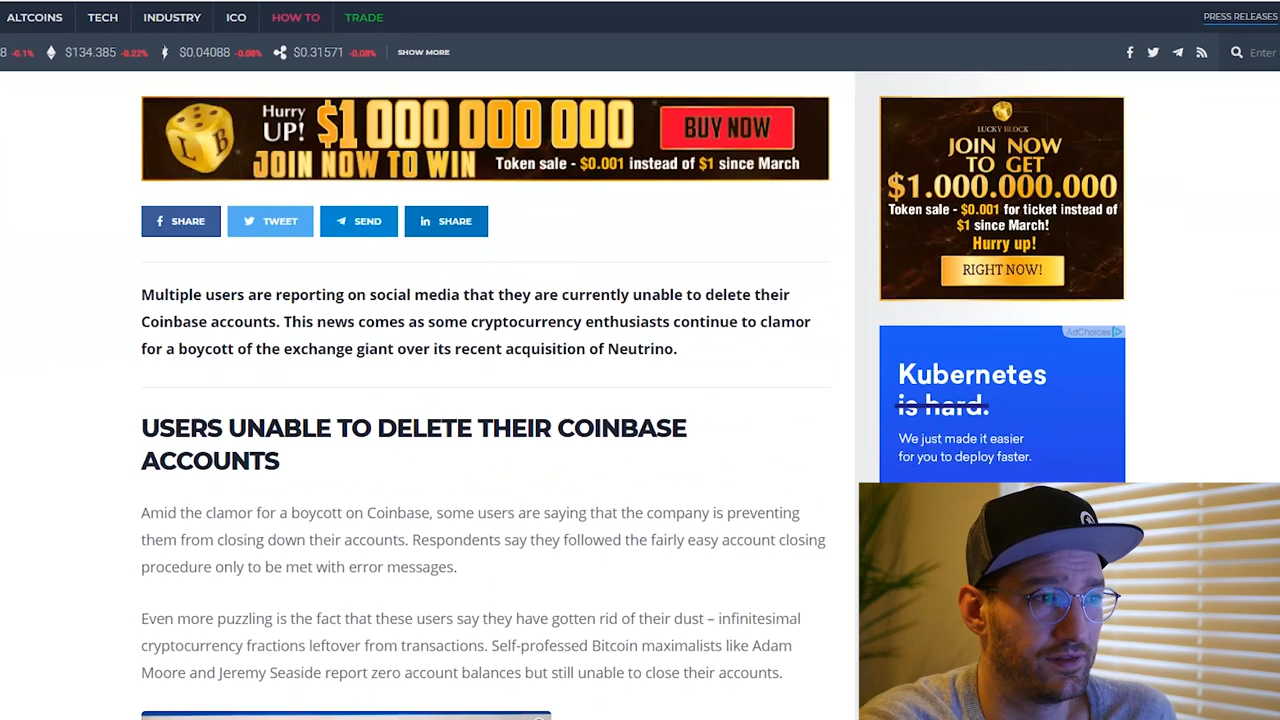 ALTCOINS TECH INDUSTRY ICO HOW TO TRADE PRESS RELEASES
8 -0.1% $134.385 -0.22% $0.04088 -0.08% $0.31571 -0.08% SHOW MORE Enter
Hurry UP! $1 000 000 000 BUY NOW
JOIN NOW TO WIN Token sale - $0.001 instead of $1 since March
LB
SHARE TWEET SEND SHARE
Multiple users are reporting on social media that they are currently unable to delete their
Coinbase accounts. This news comes as some cryptocurrency enthusiasts continue to clamor
for a boycott of the exchange giant over its recent acquisition of Neutrino.
USERS UNABLE TO DELETE THEIR COINBASE
ACCOUNTS
Amid the clamor for a boycott on Coinbase, some users are saying that the company is preventing
them from closing down their accounts. Respondents say they followed the fairly easy account closing
procedure only to be met with error messages.
Even more puzzling is the fact that these users say they have gotten rid of their dust – infinitesimal
cryptocurrency fractions leftover from transactions. Self-professed Bitcoin maximalists like Adam
Moore and Jeremy Seaside report zero account balances but still unable to close their accounts.
LUCKY BLOCK
JOIN NOW
TO GET
$1.000.000.000
Token sale - $0.001 for ticket instead of
$1 since March!
Hurry up!
RIGHT NOW!
AdChoices
Kubernetes
is hard.
We just made it easier
for you to deploy faster.